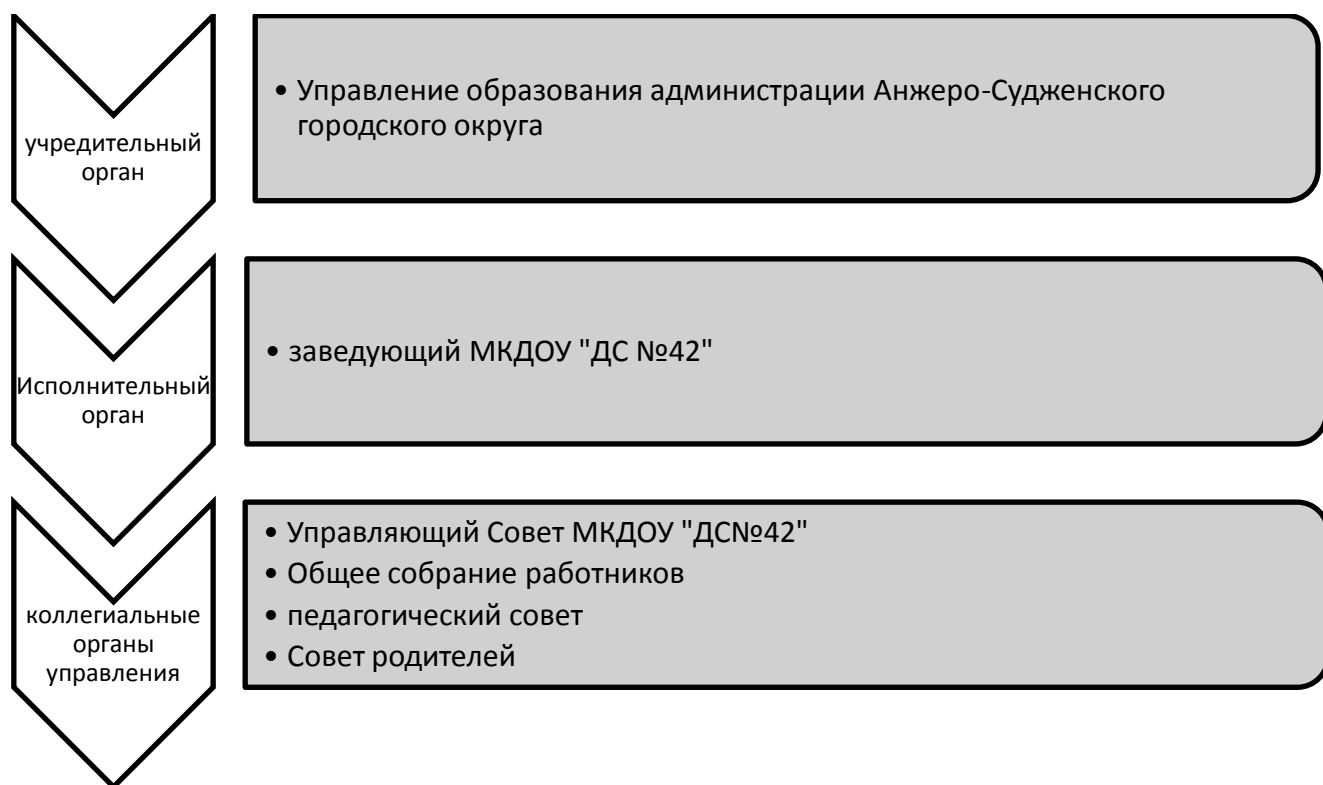 учредительный
орган
• Управление образования администрации Анжеро-Судженского
городского округа
Исполнительный
орган
• заведующий МКДОУ "ДС №42"
коллегиальные
органы
управления
• Управляющий Совет МКДОУ "ДС№42"
• Общее собрание работников
• педагогический совет
• Совет родителей